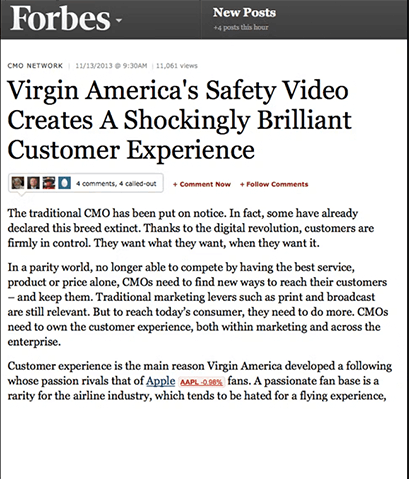 Forbes
New Posts
+4 posts this hour
CMO NETWORK | 11/13/2013 @ 9:30AM | 11,061 views
Virgin America's Safety Video
Creates A Shockingly Brilliant
Customer Experience
4 comments, 4 called-out + Comment Now + Follow Comments
The traditional CMO has been put on notice. In fact, some have already
declared this breed extinct. Thanks to the digital revolution, customers are
firmly in control. They want what they want, when they want it.
In a parity world, no longer able to compete by having the best service,
product or price alone, CMOs need to find new ways to reach their customers
– and keep them. Traditional marketing levers such as print and broadcast
are still relevant. But to reach today's consumer, they need to do more. CMOs
need to own the customer experience, both within marketing and across the
enterprise.
Customer experience is the main reason Virgin America developed a following
whose passion rivals that of Apple AAPL -0.98% fans. A passionate fan base is a
rarity for the airline industry, which tends to be hated for a flying experience,